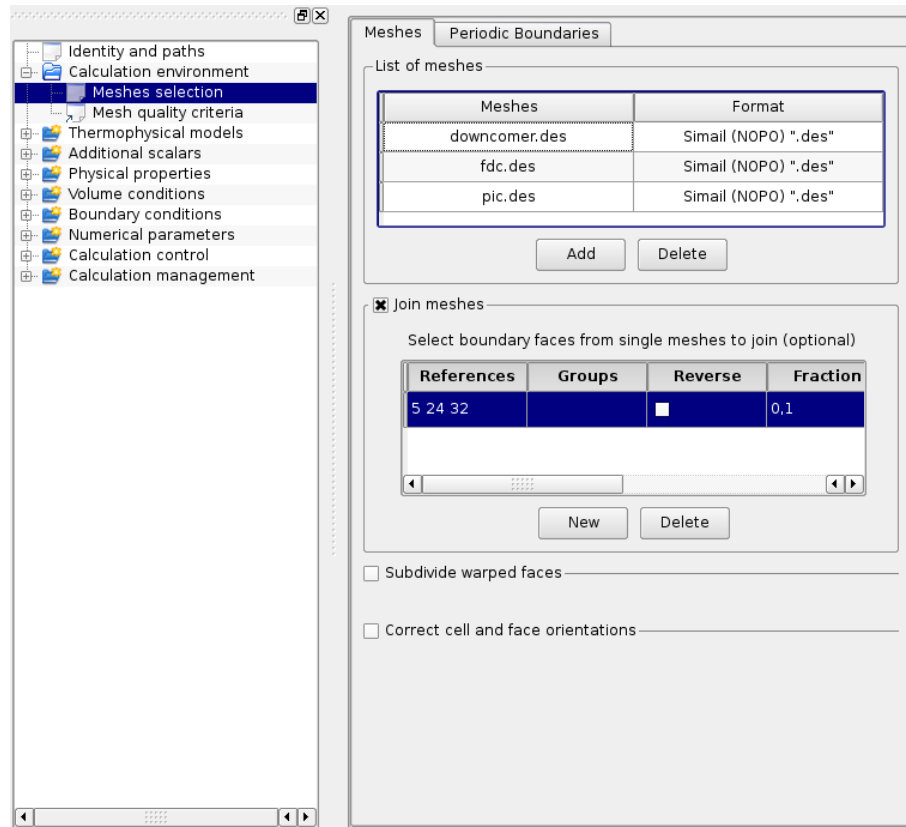 Identity and paths
Calculation environment
Meshes selection
Mesh quality criteria
Thermophysical models
Additional scalars
Physical properties
Volume conditions
Boundary conditions
Numerical parameters
Calculation control
Calculation management
Meshes Periodic Boundaries
List of meshes
Meshes Format
downcomer.des Simail (NOPO) ".des"
fdc.des Simail (NOPO) ".des"
pic.des Simail (NOPO) ".des"
Add Delete
Join meshes
Select boundary faces from single meshes to join (optional)
References Groups Reverse Fraction
5 24 32 0,1
New Delete
Subdivide warped faces
Correct cell and face orientations